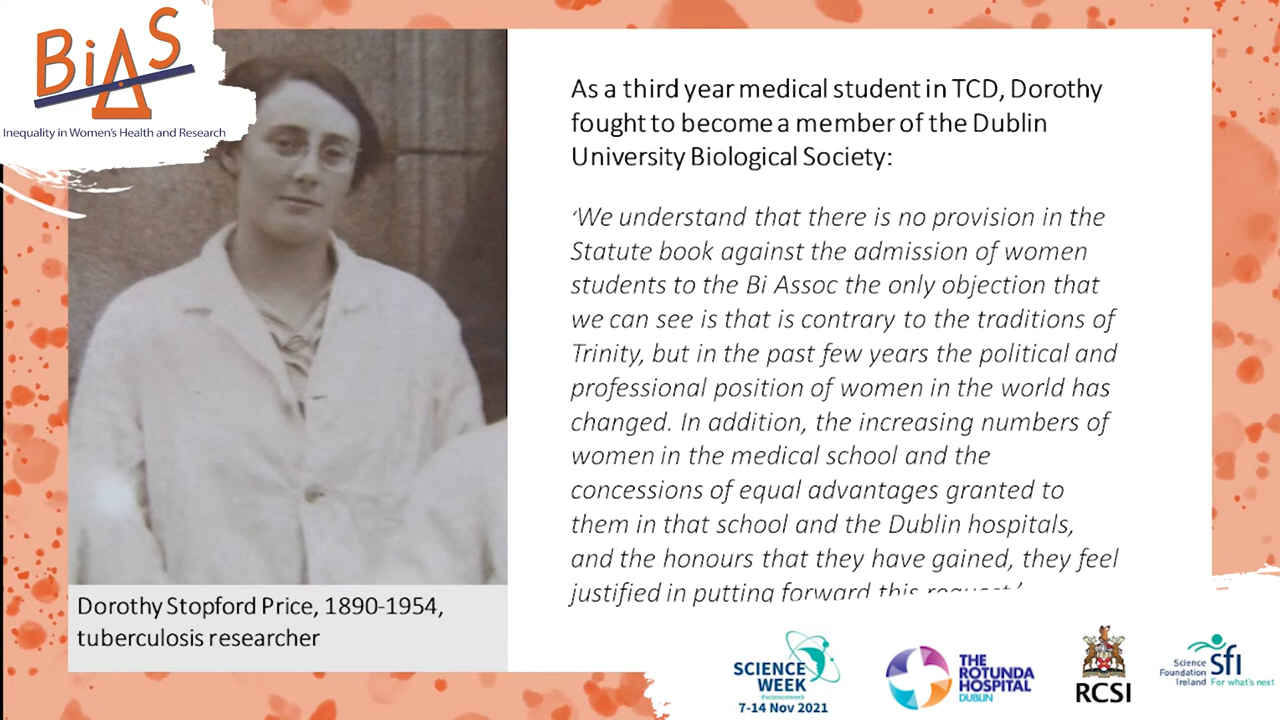 BiAS
Inequality in Women's Health and Research
As a third year medical student in TCD, Dorothy
fought to become a member of the Dublin
University Biological Society:
‘We understand that there is no provision in the
Statute book against the admission of women
students to the Bi Assoc the only objection that
we can see is that is contrary to the traditions of
Trinity, but in the past few years the political and
professional position of women in the world has
changed. In addition, the increasing numbers of
women in the medical school and the
concessions of equal advantages granted to
them in that school and the Dublin hospitals,
and the honours that they have gained, they feel
justified in putting forward this request.’
Dorothy Stopford Price, 1890-1954,
tuberculosis researcher
SCIENCE
WEEK
#scienceweek
7-14 Nov 2021
THE
ROTUNDA
HOSPITAL
DUBLIN
RCSI
Science
Foundation
Ireland
sfi
For what's next